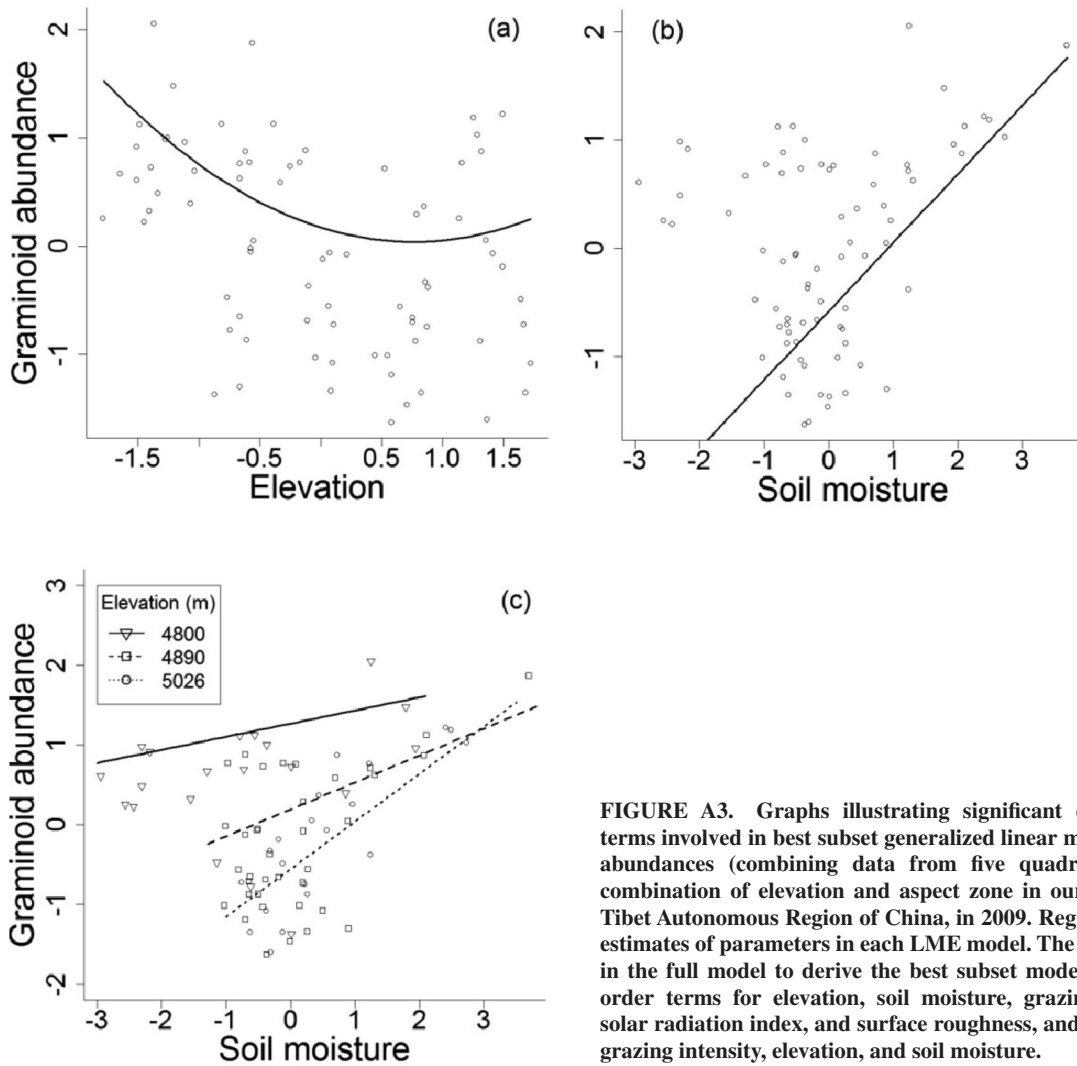 2
1
0
-1
Graminoid abundance
(a)
-1.5
-0.5
0.5
1.0
1.5
Elevation
2
1
0
-1
(b)
-3
-2
-1
0
1
2
3
Soil moisture
3
2
1
0
-1
-2
Graminoid abundance
Elevation (m)
4800
4890
5026
(c)
-3
-2
-1
0
1
2
3
Soil moisture
FIGURE A3. Graphs illustrating significant
terms involved in best subset generalized linear
abundances (combining data from five
combination of elevation and aspect zone in our
Tibet Autonomous Region of China, in 2009.
estimates of parameters in each LME model. The
in the full model to derive the best subset
order terms for elevation, soil moisture,
solar radiation index, and surface roughness, and
grazing intensity, elevation, and soil moisture.